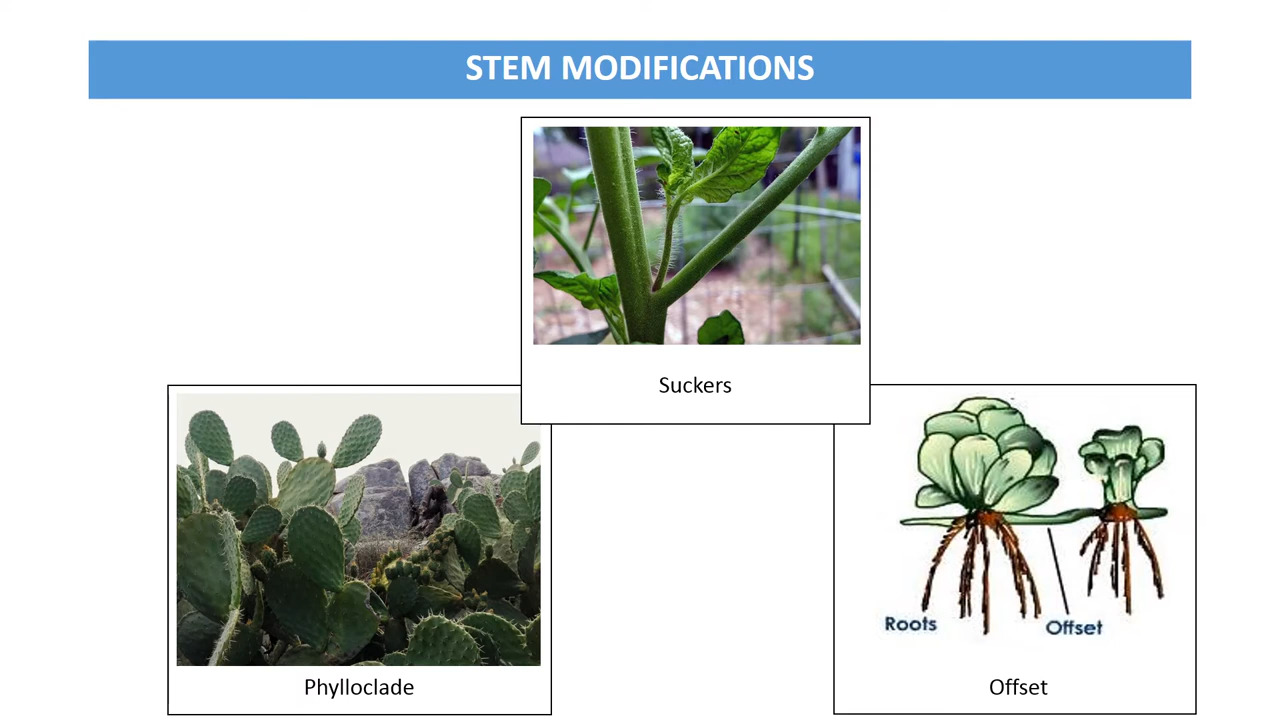 STEM MODIFICATIONS
Suckers
Roots
Offset
Phylloclade
Offset